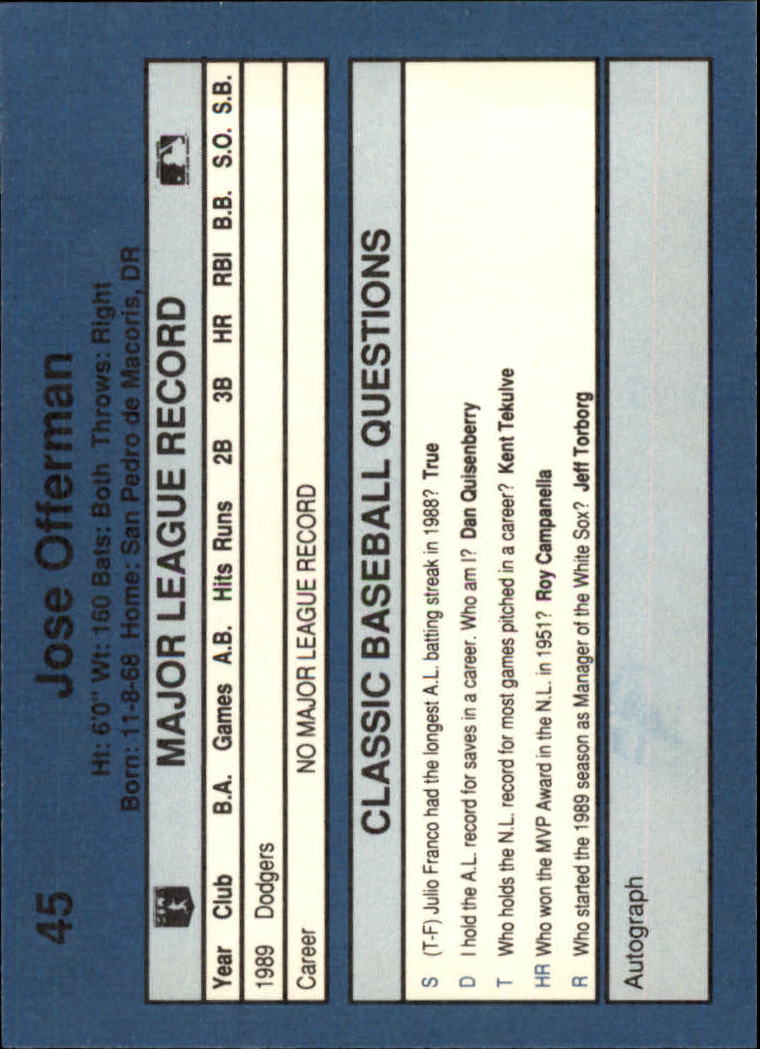 45 Jose Offerman
Ht: 6'0" Wt: 160 Bats: Both Throws: Right
Born: 11-8-68 Home: San Pedro de Macoris, DR
MAJOR LEAGUE RECORD
Year Club B.A. Games A.B. Hits Runs 2B 3B HR RBI B.B. S.O. S.B.
1989 Dodgers
Career NO MAJOR LEAGUE RECORD
CLASSIC BASEBALL QUESTIONS
S (T-F) Julio Franco had the longest A.L. batting streak in 1988? True
D I hold the A.L. record for saves in a career. Who am I? Dan Quisenberry
T Who holds the N.L. record for most games pitched in a career? Kent Tekulve
HR Who won the MVP Award in the N.L. in 1951? Roy Campanella
R Who started the 1989 season as Manager of the White Sox? Jeff Torborg
Autograph